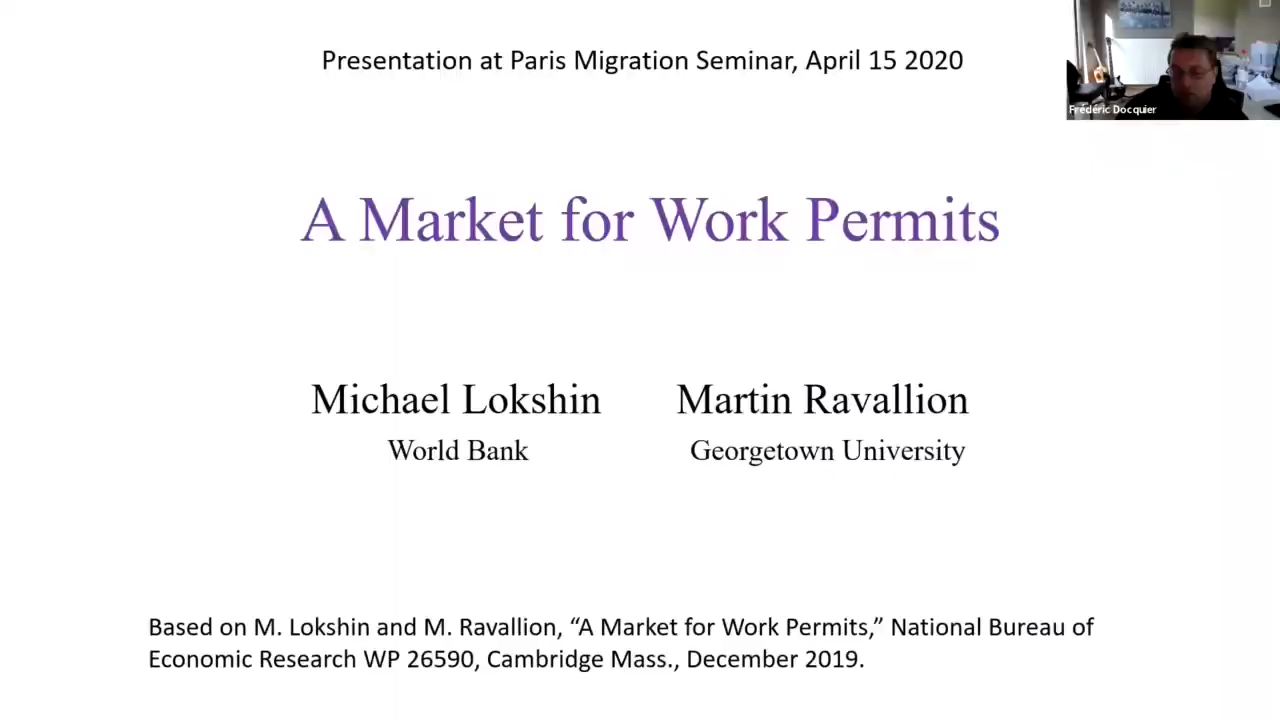 Presentation at Paris Migration Seminar, April 15 2020
Frédéric Docquier
A Market for Work Permits
Michael Lokshin
Martin Ravallion
World Bank
Georgetown University
Based on M. Lokshin and M. Ravallion, “A Market for Work Permits,” National Bureau of
Economic Research WP 26590, Cambridge Mass., December 2019.